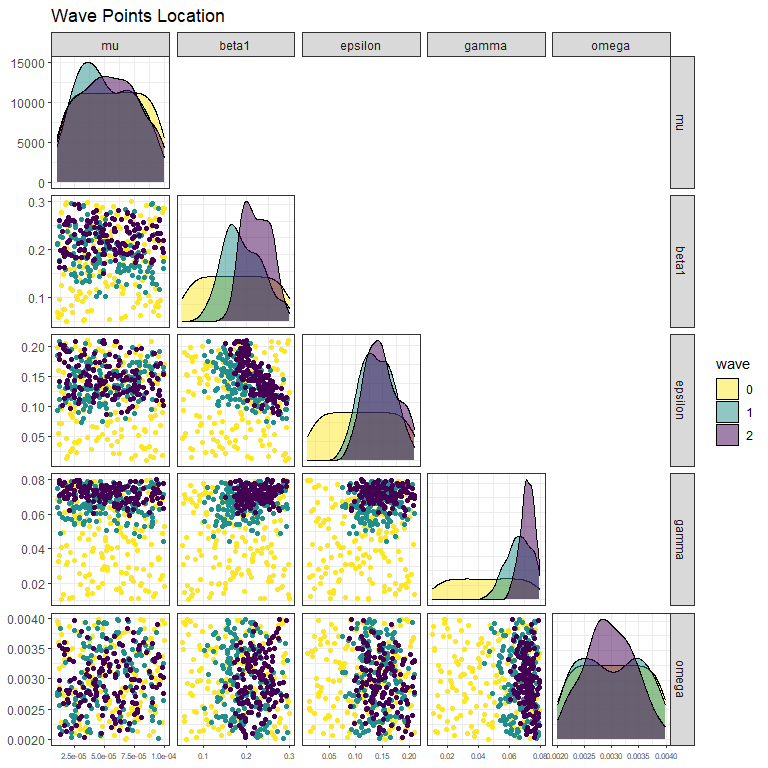 Wave Points Location
mu beta1 epsilon gamma omega
15000
10000
5000
0
mu
0.3
0.2
0.1
beta1
0.20
0.15
0.10
0.05
epsilon
wave
0
1
2
0.08
0.06
0.04
0.02
gamma
0.0040
0.0035
0.0030
0.0025
0.0020
omega
2.5e-05 5.0e-05 7.5e-05 1.0e-04 0.1 0.2 0.3 0.05 0.10 0.15 0.20 0.02 0.04 0.06 0.08 0.0020 0.0025 0.0030 0.0035 0.0040